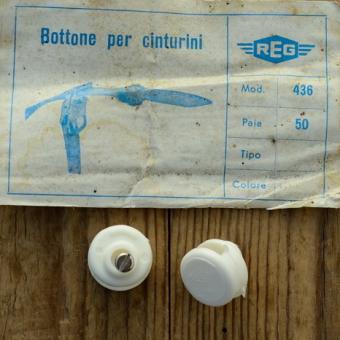 Bottone per cinturini
REG
Mod. 436
Paia 50
Tipo
Colore